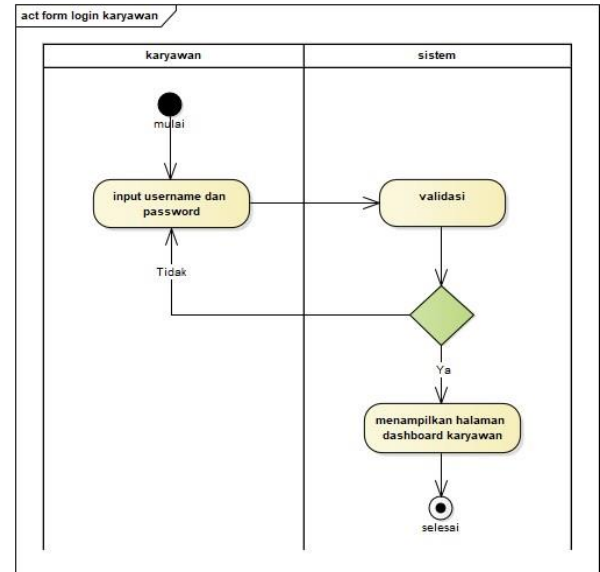 act form login karyawan
karyawan
sistem
mulai
input username dan
password
validasi
Tidak
Ya
menampilkan halaman
dashboard karyawan
selesai